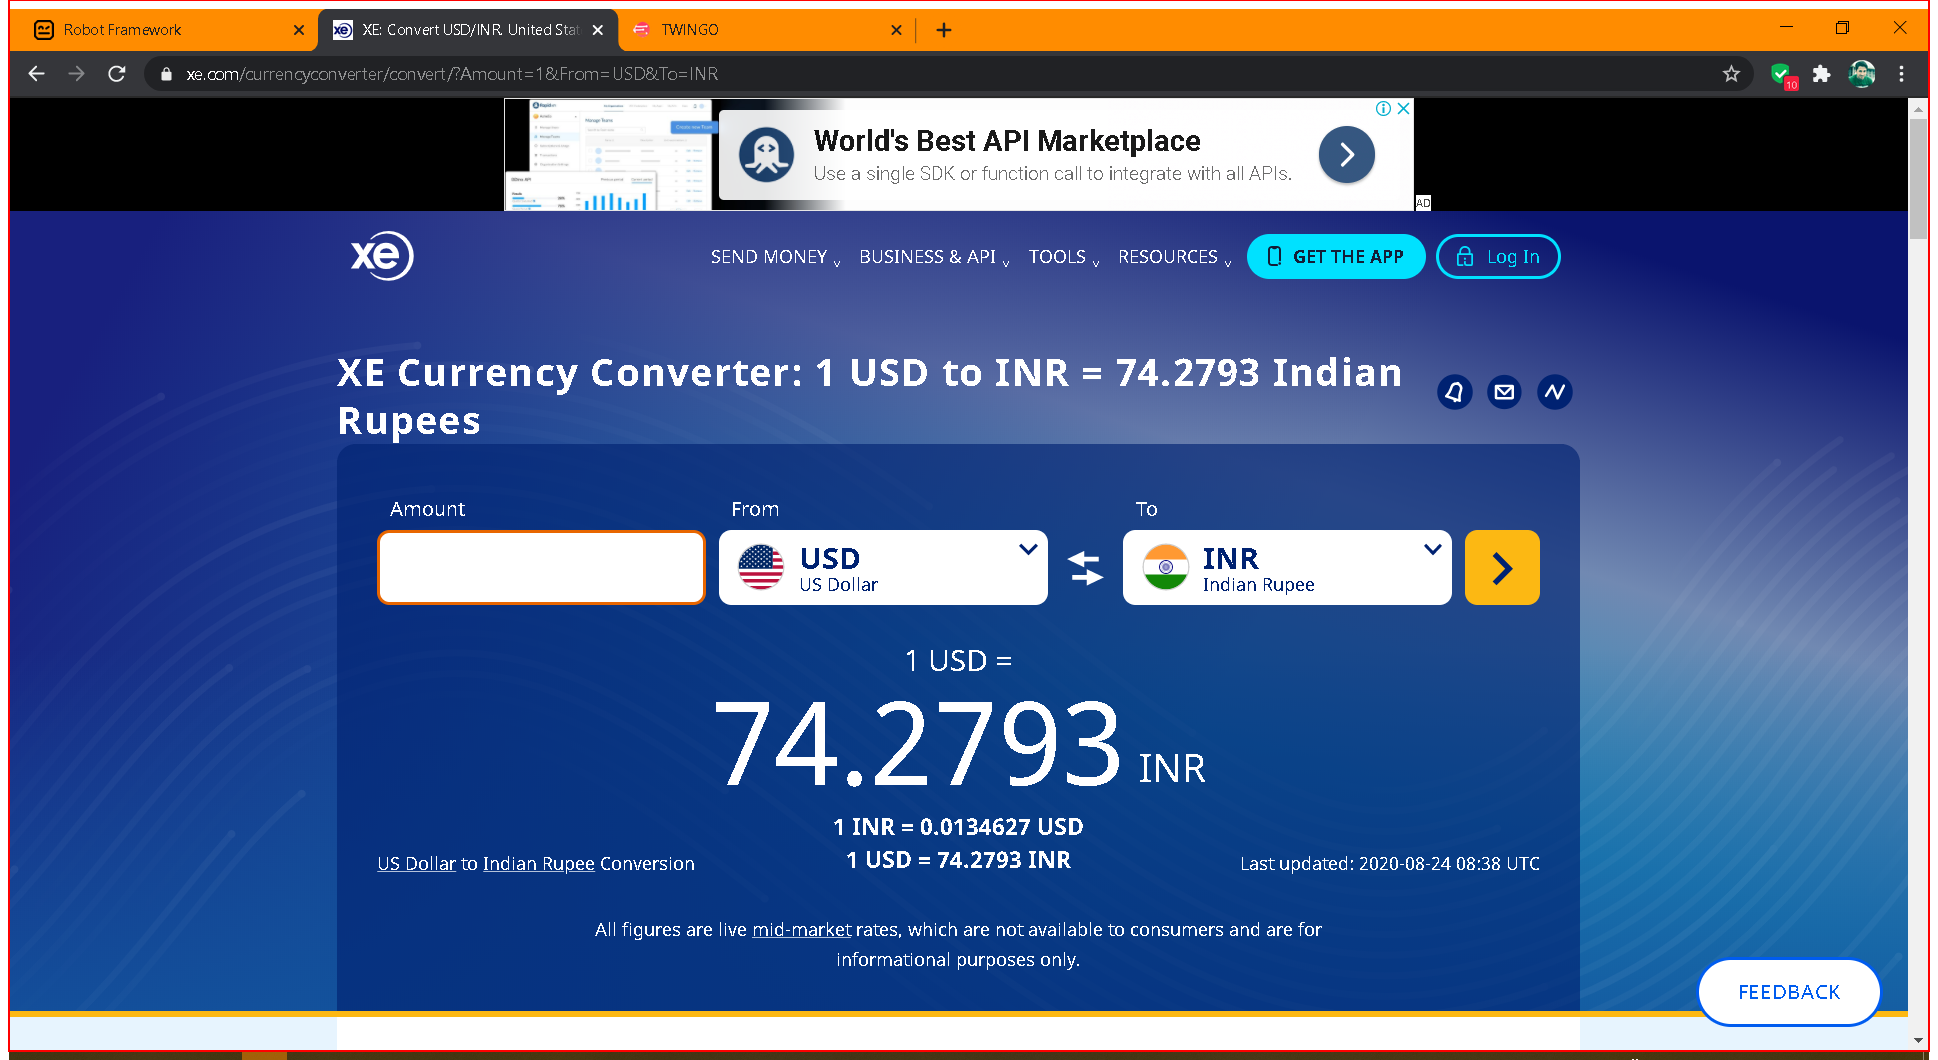 Robot Framework
XE: Convert USD/INR. United Stat
TWINGO
xe.com/currencyconverter/convert/?Amount=1&From=USD&To=INR
10
Manage Teams
World's Best API Marketplace
Use a single SDK or function call to integrate with all APIs.
AD
xe
SEND MONEY
BUSINESS & API
TOOLS
RESOURCES
GET THE APP
Log In
XE Currency Converter: 1 USD to INR = 74.2793 Indian
Rupees
Amount
From
To
USD
US Dollar
INR
Indian Rupee
1 USD =
74.2793 INR
1 INR = 0.0134627 USD
1 USD = 74.2793 INR
US Dollar to Indian Rupee Conversion
Last updated: 2020-08-24 08:38 UTC
All figures are live mid-market rates, which are not available to consumers and are for
informational purposes only.
FEEDBACK